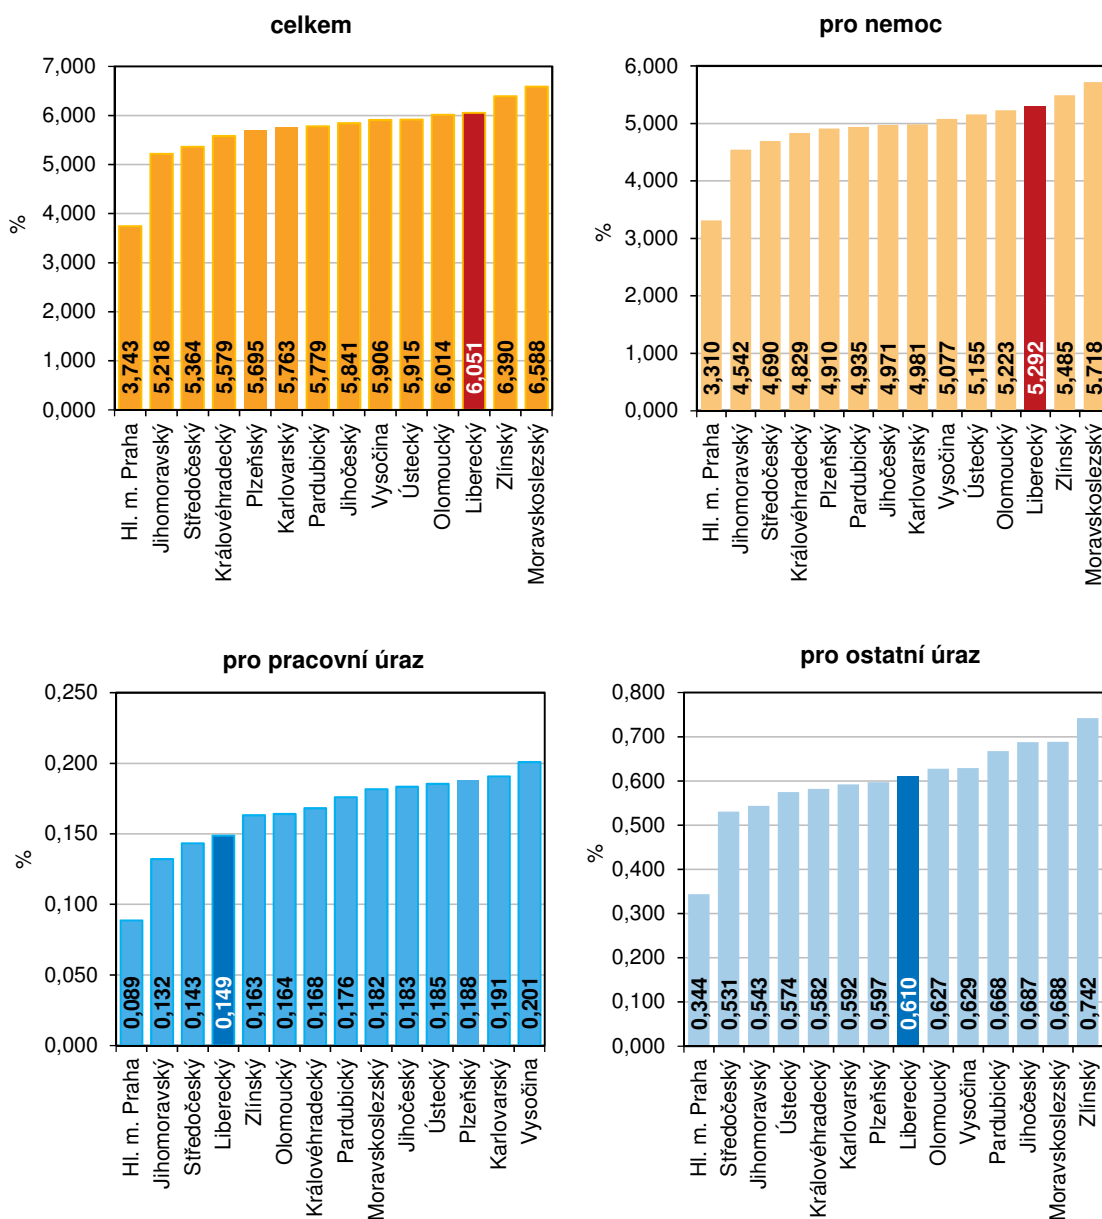 celkem
7,000
6,000
5,000
4,000
3,000
2,000
1,000
0,000
%
3,743
5,218
5,364
5,579
5,695
5,763
5,779
5,841
5,906
5,915
6,014
6,051
6,390
6,588
Hl. m. Praha
Jihomoravský
Středočeský
Královéhradecký
Plzeňský
Karlovarský
Pardubický
Jihočeský
Vysočina
Ústecký
Olomoucký
Liberecký
Zlínský
Moravskoslezský
pro nemoc
6,000
5,000
4,000
3,000
2,000
1,000
0,000
%
3,310
4,542
4,690
4,829
4,910
4,935
4,971
4,981
5,077
5,155
5,223
5,292
5,485
5,718
Hl. m. Praha
Jihomoravský
Středočeský
Královéhradecký
Plzeňský
Pardubický
Jihočeský
Karlovarský
Vysočina
Ústecký
Olomoucký
Liberecký
Zlínský
Moravskoslezský
pro pracovní úraz
0,250
0,200
0,150
0,100
0,050
0,000
%
0,089
0,132
0,143
0,149
0,163
0,164
0,168
0,176
0,182
0,183
0,185
0,188
0,191
0,201
Hl. m. Praha
Jihomoravský
Středočeský
Liberecký
Zlínský
Olomoucký
Královéhradecký
Pardubický
Moravskoslezský
Jihočeský
Ústecký
Plzeňský
Karlovarský
Vysočina
pro ostatní úraz
0,800
0,700
0,600
0,500
0,400
0,300
0,200
0,100
0,000
%
0,344
0,531
0,543
0,574
0,582
0,592
0,597
0,610
0,627
0,629
0,668
0,687
0,688
0,742
Hl. m. Praha
Středočeský
Jihomoravský
Ústecký
Královéhradecký
Karlovarský
Plzeňský
Liberecký
Olomoucký
Vysočina
Pardubický
Jihočeský
Moravskoslezský
Zlínský